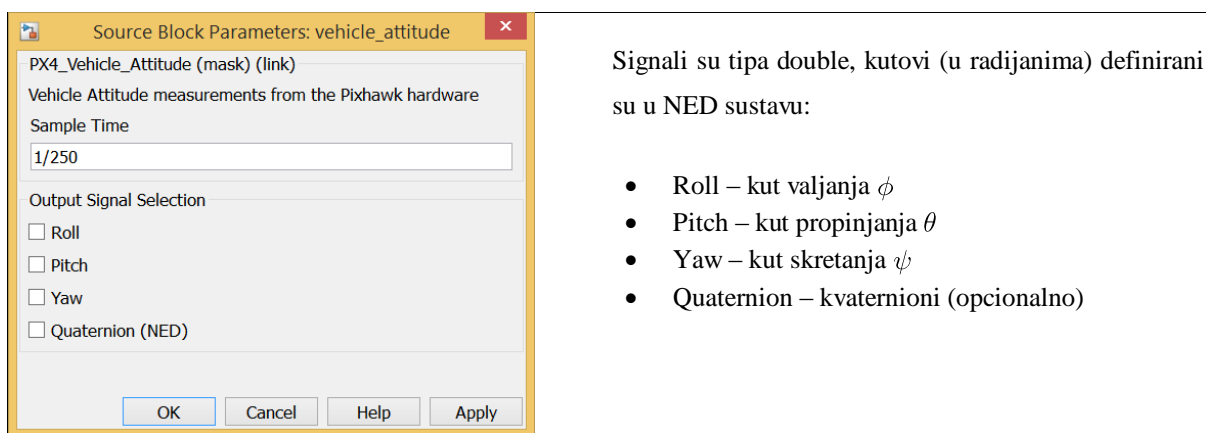 Source Block Parameters: vehicle_attitude
PX4_Vehicle_Attitude (mask) (link)
Vehicle Attitude measurements from the Pixhawk hardware
Sample Time
1/250
Output Signal Selection
Roll
Pitch
Yaw
Quaternion (NED)
OK Cancel Help Apply
Signali su tipa double, kutovi (u radijanima) definirani
su u NED sustavu:
• Roll – kut valjanja ϕ
• Pitch – kut propinjanja θ
• Yaw – kut skretanja ψ
• Quaternion – kvaternioni (opcionalno)